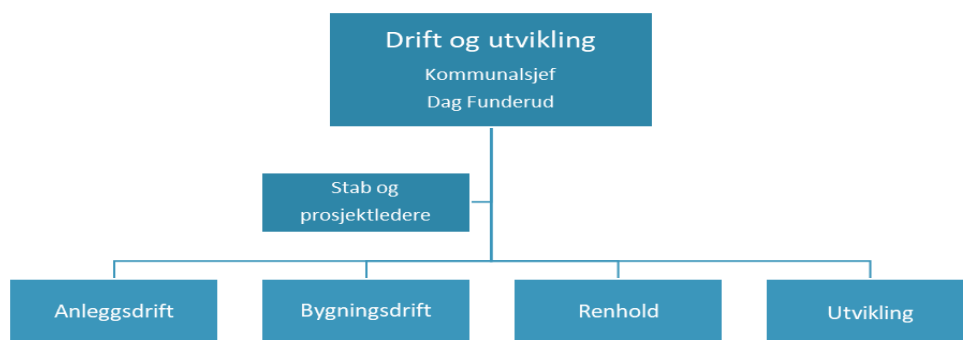 Drift og utvikling
Kommunalsjef
Dag Funderud
Stab og
prosjektledere
Anleggsdrift
Bygningsdrift
Renhold
Utvikling